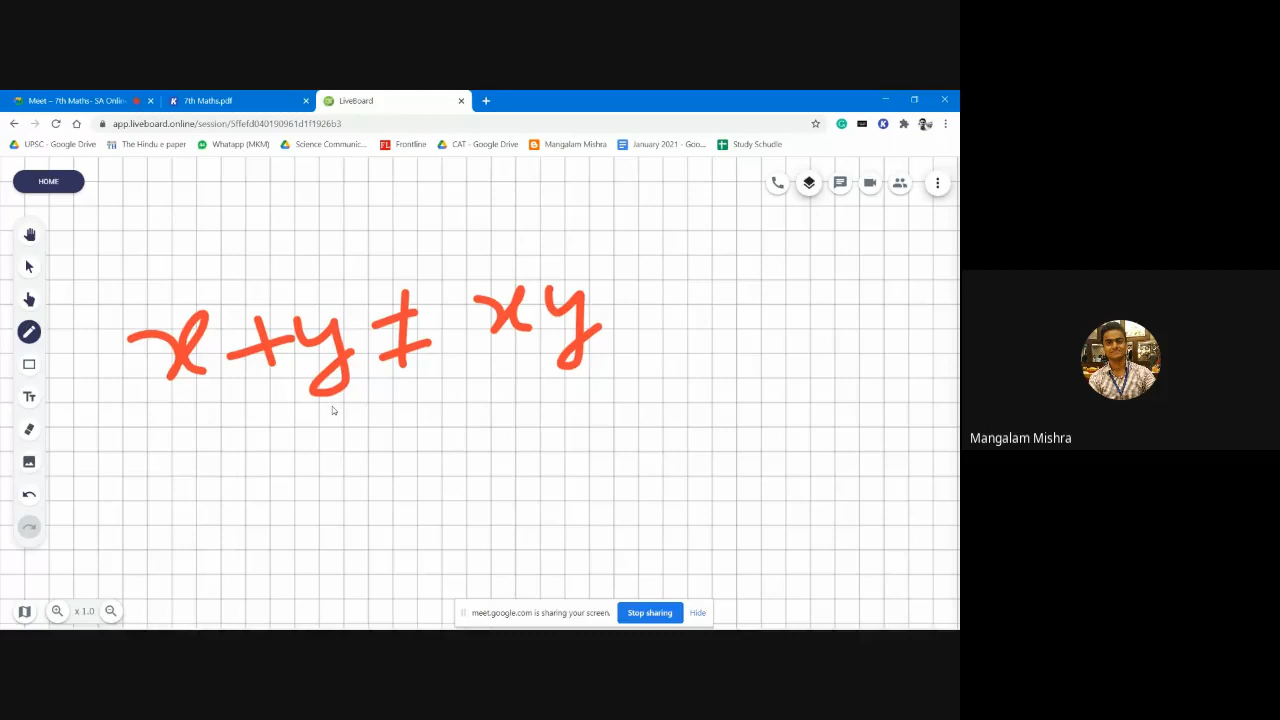 Meet – 7th Maths- SA Onlin
7th Maths.pdf
LiveBoard
app.liveboard.online/session/5ffefd040190961d1f1926b3
UPSC - Google Drive
The Hindu e paper
Whatapp (MKM)
Science Communic...
Frontline
CAT - Google Drive
Mangalam Mishra
January 2021 - Goo...
Study Schudle
HOME
x + y ≠ xy
Mangalam Mishra
x 1.0
meet.google.com is sharing your screen.
Stop sharing
Hide